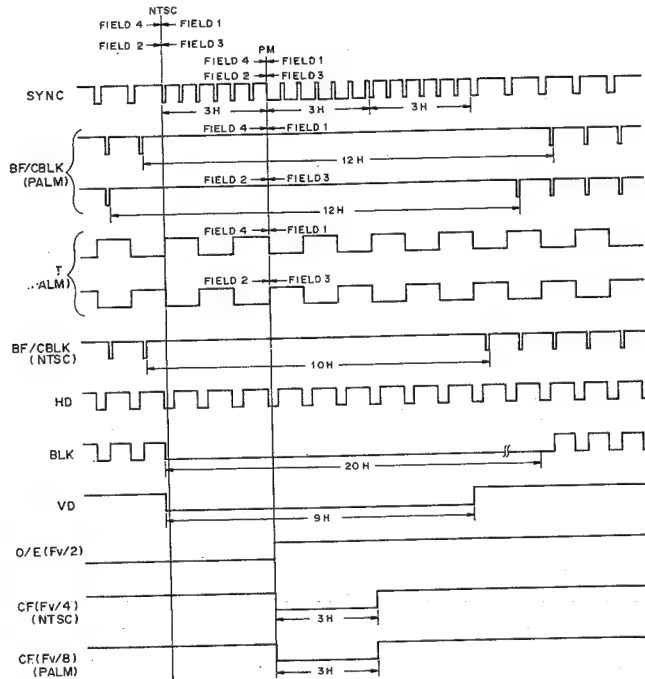 NTSC
FIELD 4 FIELD 1
FIELD 2 FIELD 3
PM
FIELD 4 FIELD 1
FIELD 2 FIELD 3
SYNC
3H 3H 3H
FIELD 4 FIELD 1
BF/CBLK
(PALM)
12H
FIELD 2 FIELD 3
12H
FIELD 4 FIELD 1
T
ALM)
FIELD 2 FIELD 3
BF/CBLK
(NTSC)
10H
HD
BLK
20H
VD
9H
O/E(Fv/2)
CF(Fv/4)
(NTSC)
3H
CF(Fv/8)
(PALM)
3H